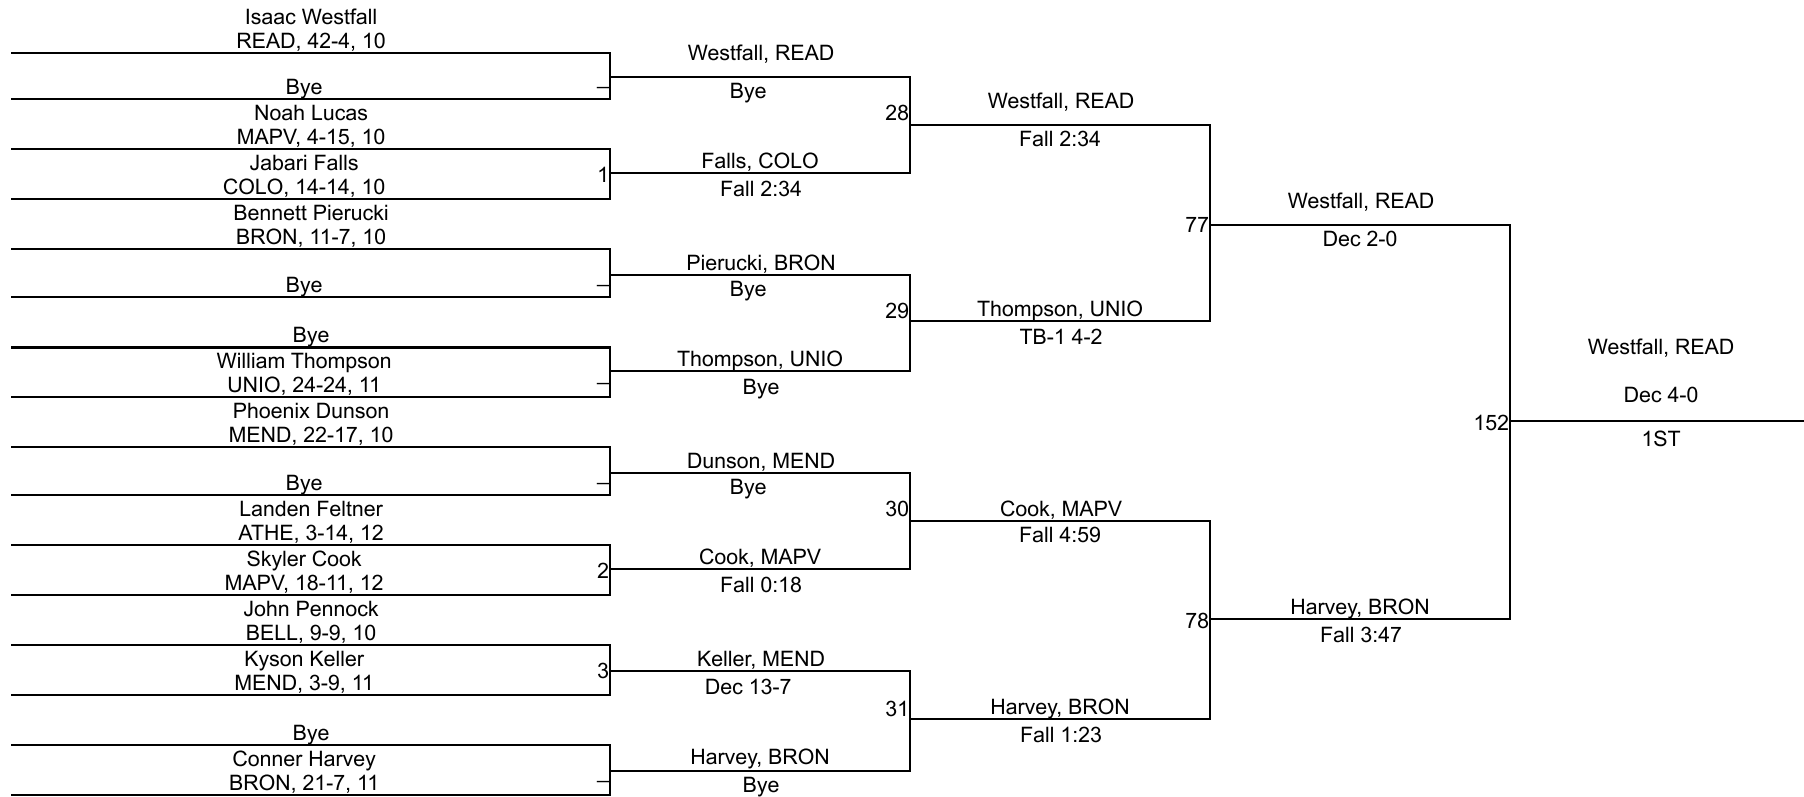 Isaac Westfall
READ, 42-4, 10
Bye
Noah Lucas
MAPV, 4-15, 10
Jabari Falls
COLO, 14-14, 10
1
Bennett Pierucki
BRON, 11-7, 10
Bye
Bye
William Thompson
UNIO, 24-24, 11
Phoenix Dunson
MEND, 22-17, 10
Bye
Landen Feltner
ATHE, 3-14, 12
Skyler Cook
MAPV, 18-11, 12
2
John Pennock
BELL, 9-9, 10
Kyson Keller
MEND, 3-9, 11
3
Bye
Conner Harvey
BRON, 21-7, 11
Westfall, READ
Bye
28
Falls, COLO
Fall 2:34
Pierucki, BRON
Bye
29
Thompson, UNIO
Bye
Dunson, MEND
Bye
30
Cook, MAPV
Fall 0:18
Keller, MEND
Dec 13-7
31
Harvey, BRON
Bye
Westfall, READ
Fall 2:34
77
Thompson, UNIO
TB-1 4-2
Cook, MAPV
Fall 4:59
78
Harvey, BRON
Fall 1:23
Westfall, READ
Dec 2-0
152
Harvey, BRON
Fall 3:47
Westfall, READ
Dec 4-0
1ST